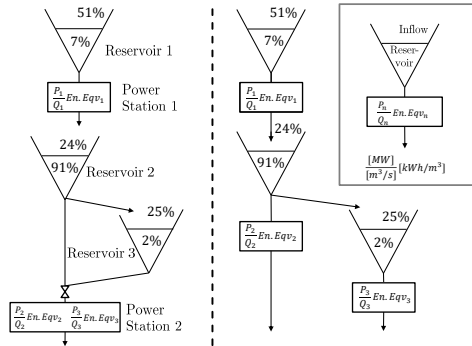 51%
7%
Reservoir 1
P₁/Q₁ En.Eqv₁
Power
Station 1
24%
91%
Reservoir 2
25%
2%
Reservoir 3
P₂/Q₂ En.Eqv₂ P₃/Q₃ En.Eqv₃
Power
Station 2
51%
7%
P₁/Q₁ En.Eqv₁
24%
91%
P₂/Q₂ En.Eqv₂
25%
2%
P₃/Q₃ En.Eqv₃
Inflow
Reser-
voir
Pₙ/Qₙ En.Eqvₙ
[MW]/[m³/s] [kWh/m³]